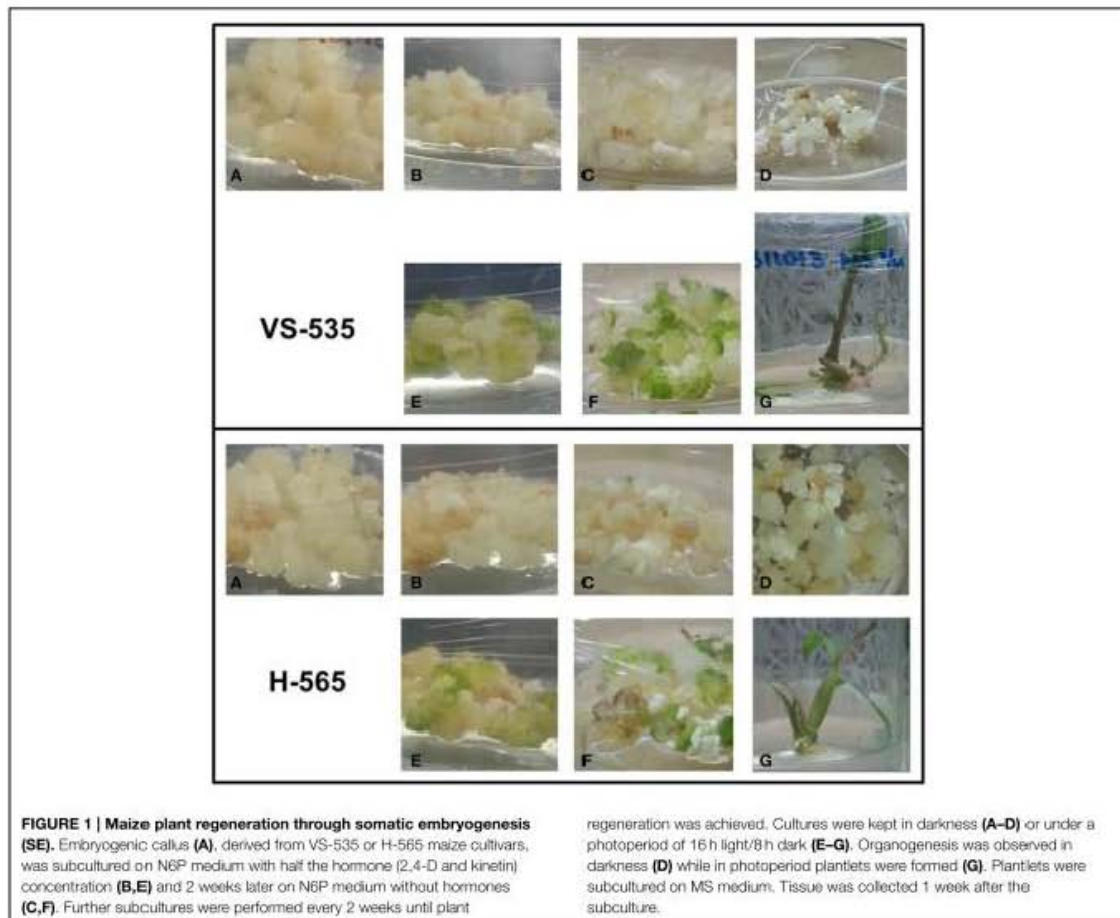 A
B
C
D
VS-535
E
F
G
A
B
C
D
H-565
E
F
G
FIGURE 1 | Maize plant regeneration through somatic embryogenesis
(SE). Embryogenic callus (A), derived from VS-535 or H-565 maize cultivars,
was subcultured on N6P medium with half the hormone (2,4-D and kinetin)
concentration (B,E) and 2 weeks later on N6P medium without hormones
(C,F). Further subcultures were performed every 2 weeks until plant
regeneration was achieved. Cultures were kept in darkness (A–D) or under a
photoperiod of 16 h light/8 h dark (E–G). Organogenesis was observed in
darkness (D) while in photoperiod plantlets were formed (G). Plantlets were
subcultured on MS medium. Tissue was collected 1 week after the
subculture.